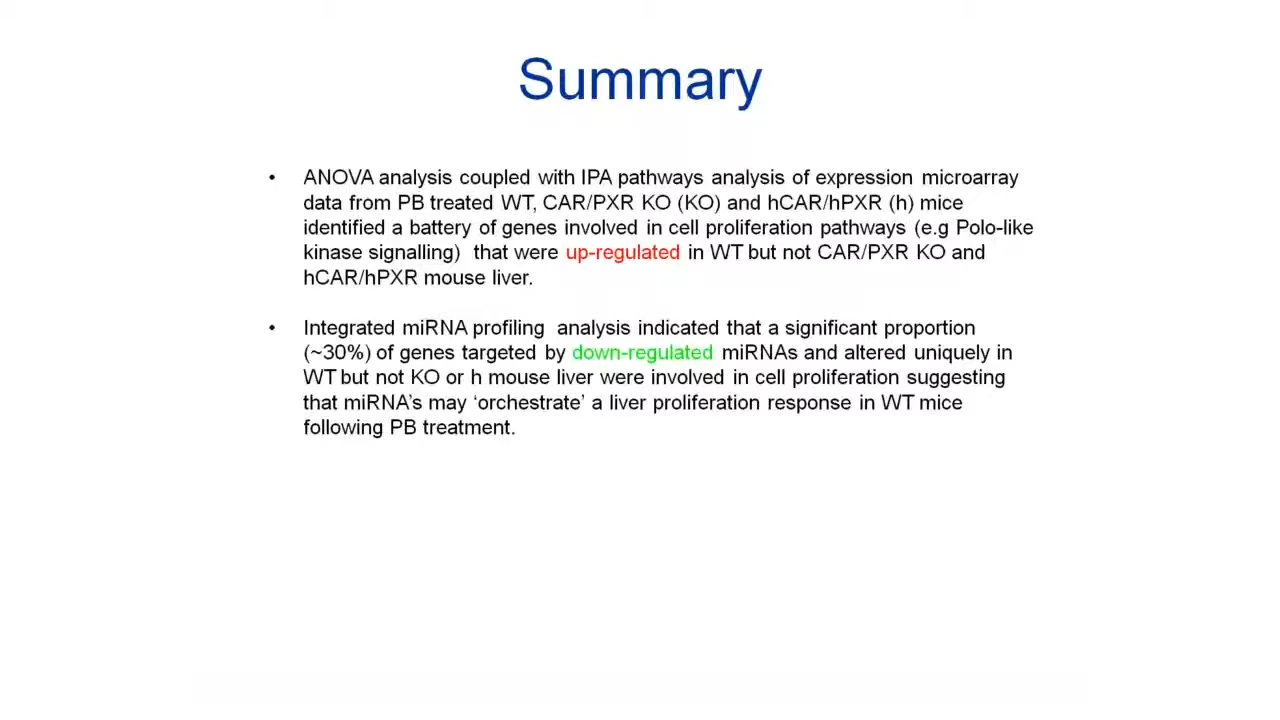 Summary
• ANOVA analysis coupled with IPA pathways analysis of expression microarray
data from PB treated WT, CAR/PXR KO (KO) and hCAR/hPXR (h) mice
identified a battery of genes involved in cell proliferation pathways (e.g Polo-like
kinase signalling)  that were up-regulated in WT but not CAR/PXR KO and
hCAR/hPXR mouse liver.
• Integrated miRNA profiling  analysis indicated that a significant proportion
(~30%) of genes targeted by down-regulated miRNAs and altered uniquely in
WT but not KO or h mouse liver were involved in cell proliferation suggesting
that miRNA's may ‘orchestrate’ a liver proliferation response in WT mice
following PB treatment.